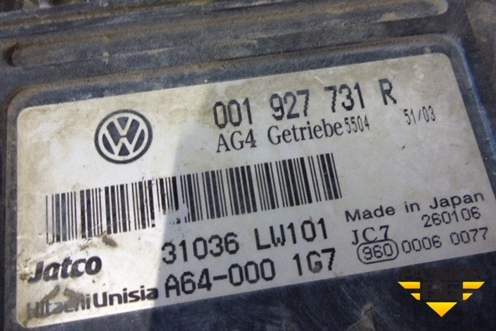 001 927 731 R
AG4 Getriebe 5504 51/03
Jatco 31036 LW101
Hitachi Unisia A64-000 1G7
Made in Japan
JC7 260106
960 0006 0077